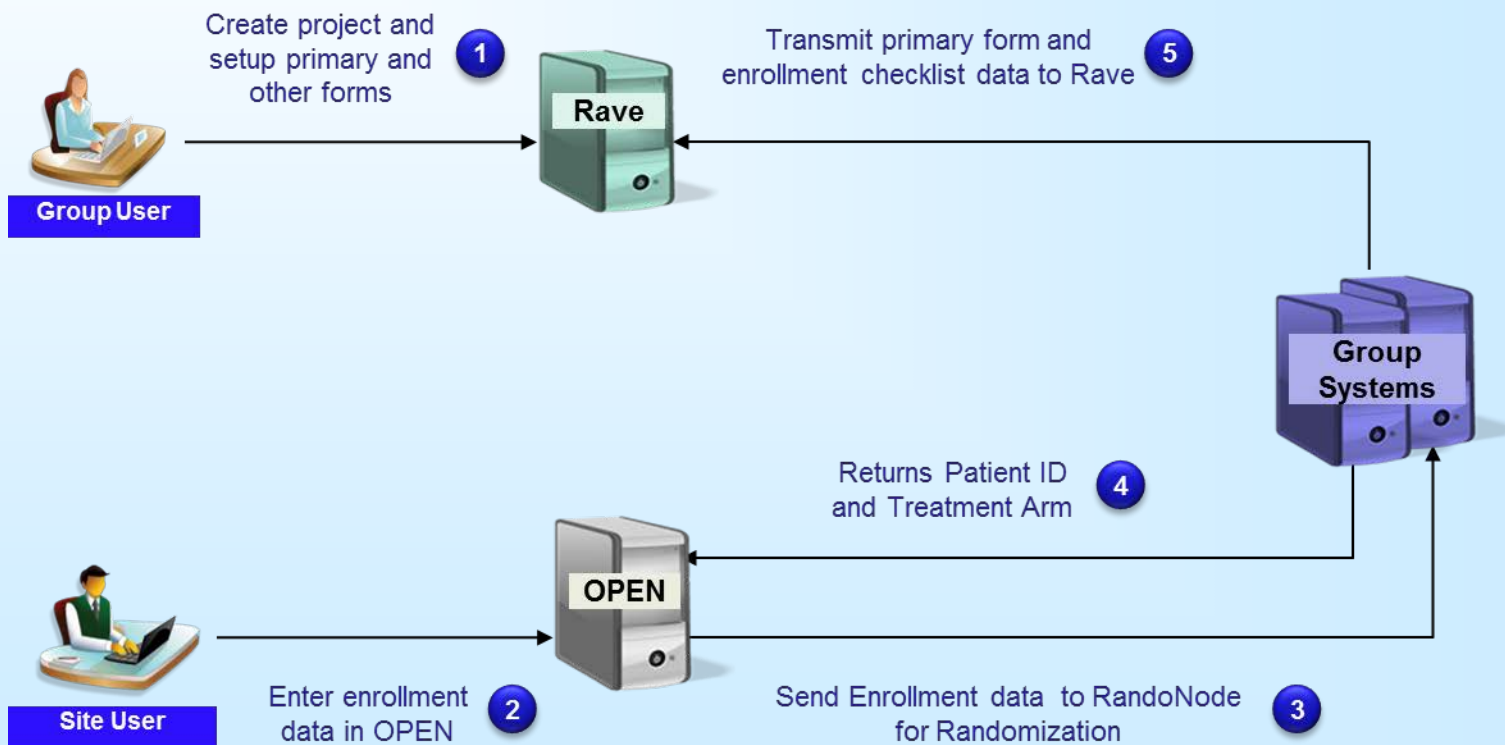 Create project and
setup primary and
other forms
1
Rave
Transmit primary form and
enrollment checklist data to Rave
5
Group User
Group
Systems
Returns Patient ID
and Treatment Arm
4
OPEN
Site User
Enter enrollment
data in OPEN
2
Send Enrollment data to RandoNode
for Randomization
3